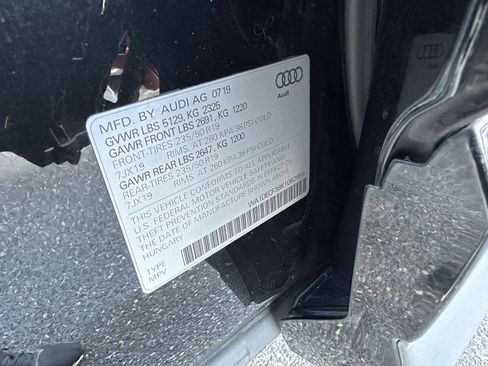 MFD. BY AUDI AG 07/19
GVWR LBS 5129, KG 2325
GAWR FRONT LBS 2691, KG 1220
FRONT-TIRES 235/50 R19
7JX19 RIMS. AT 260 KPA/38 PSI COLD
GAWR REAR LBS 2647, KG 1200
REAR-TIRES 235/50 R19
7JX19 RIMS. AT 260 KPA/38 PSI COLD
THIS VEHICLE CONFORMS TO ALL APPLICABLE
U.S. FEDERAL MOTOR VEHICLE SAFETY STANDARDS
IN EFFECT ON THE DATE OF
MANUFACTURE SHOWN ABOVE
HUNGARY
TYPE
MPV
Audi